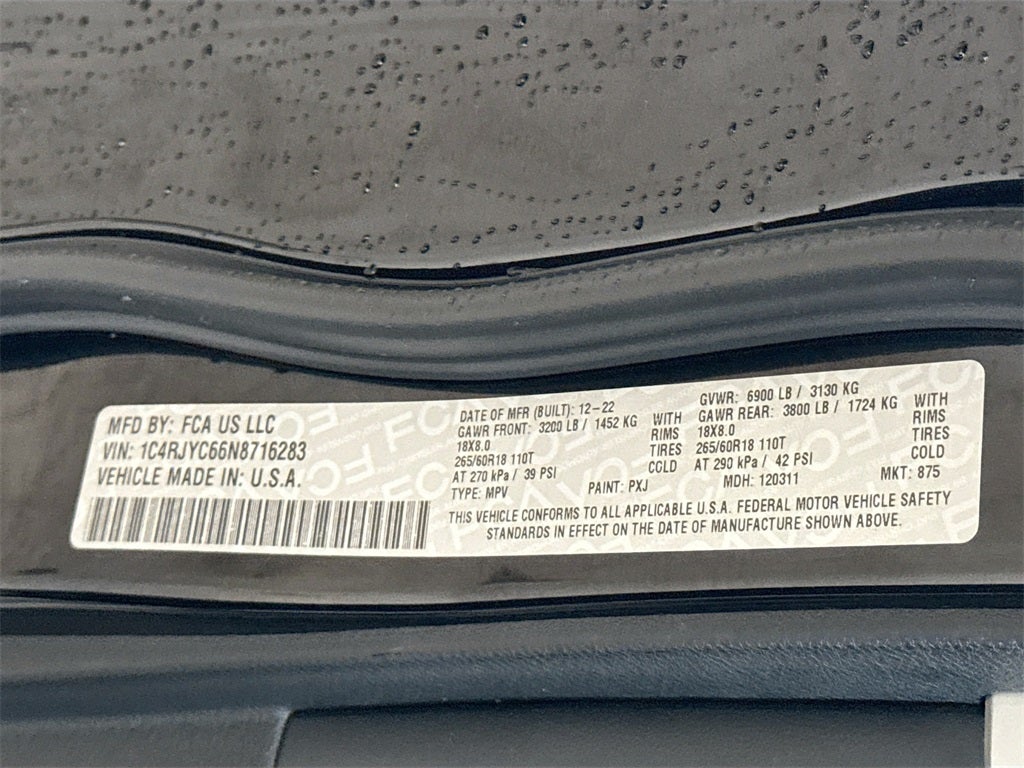 MFD BY: FCA US LLC
VIN: 1C4RJYC66N8716283
VEHICLE MADE IN: U.S.A.
DATE OF MFR (BUILT): 12-22
GAWR FRONT: 3200 LB / 1452 KG WITH
18X8.0 RIMS
265/60R18 110T TIRES
AT 270 kPa / 39 PSI COLD
TYPE: MPV PAINT: PXJ
GVWR: 6900 LB / 3130 KG
GAWR REAR: 3800 LB / 1724 KG WITH
18X8.0 RIMS
265/60R18 110T TIRES
AT 290 kPa / 42 PSI COLD
MDH: 120311 MKT: 875
THIS VEHICLE CONFORMS TO ALL APPLICABLE U.S.A. FEDERAL MOTOR VEHICLE SAFETY
STANDARDS IN EFFECT ON THE DATE OF MANUFACTURE SHOWN ABOVE.